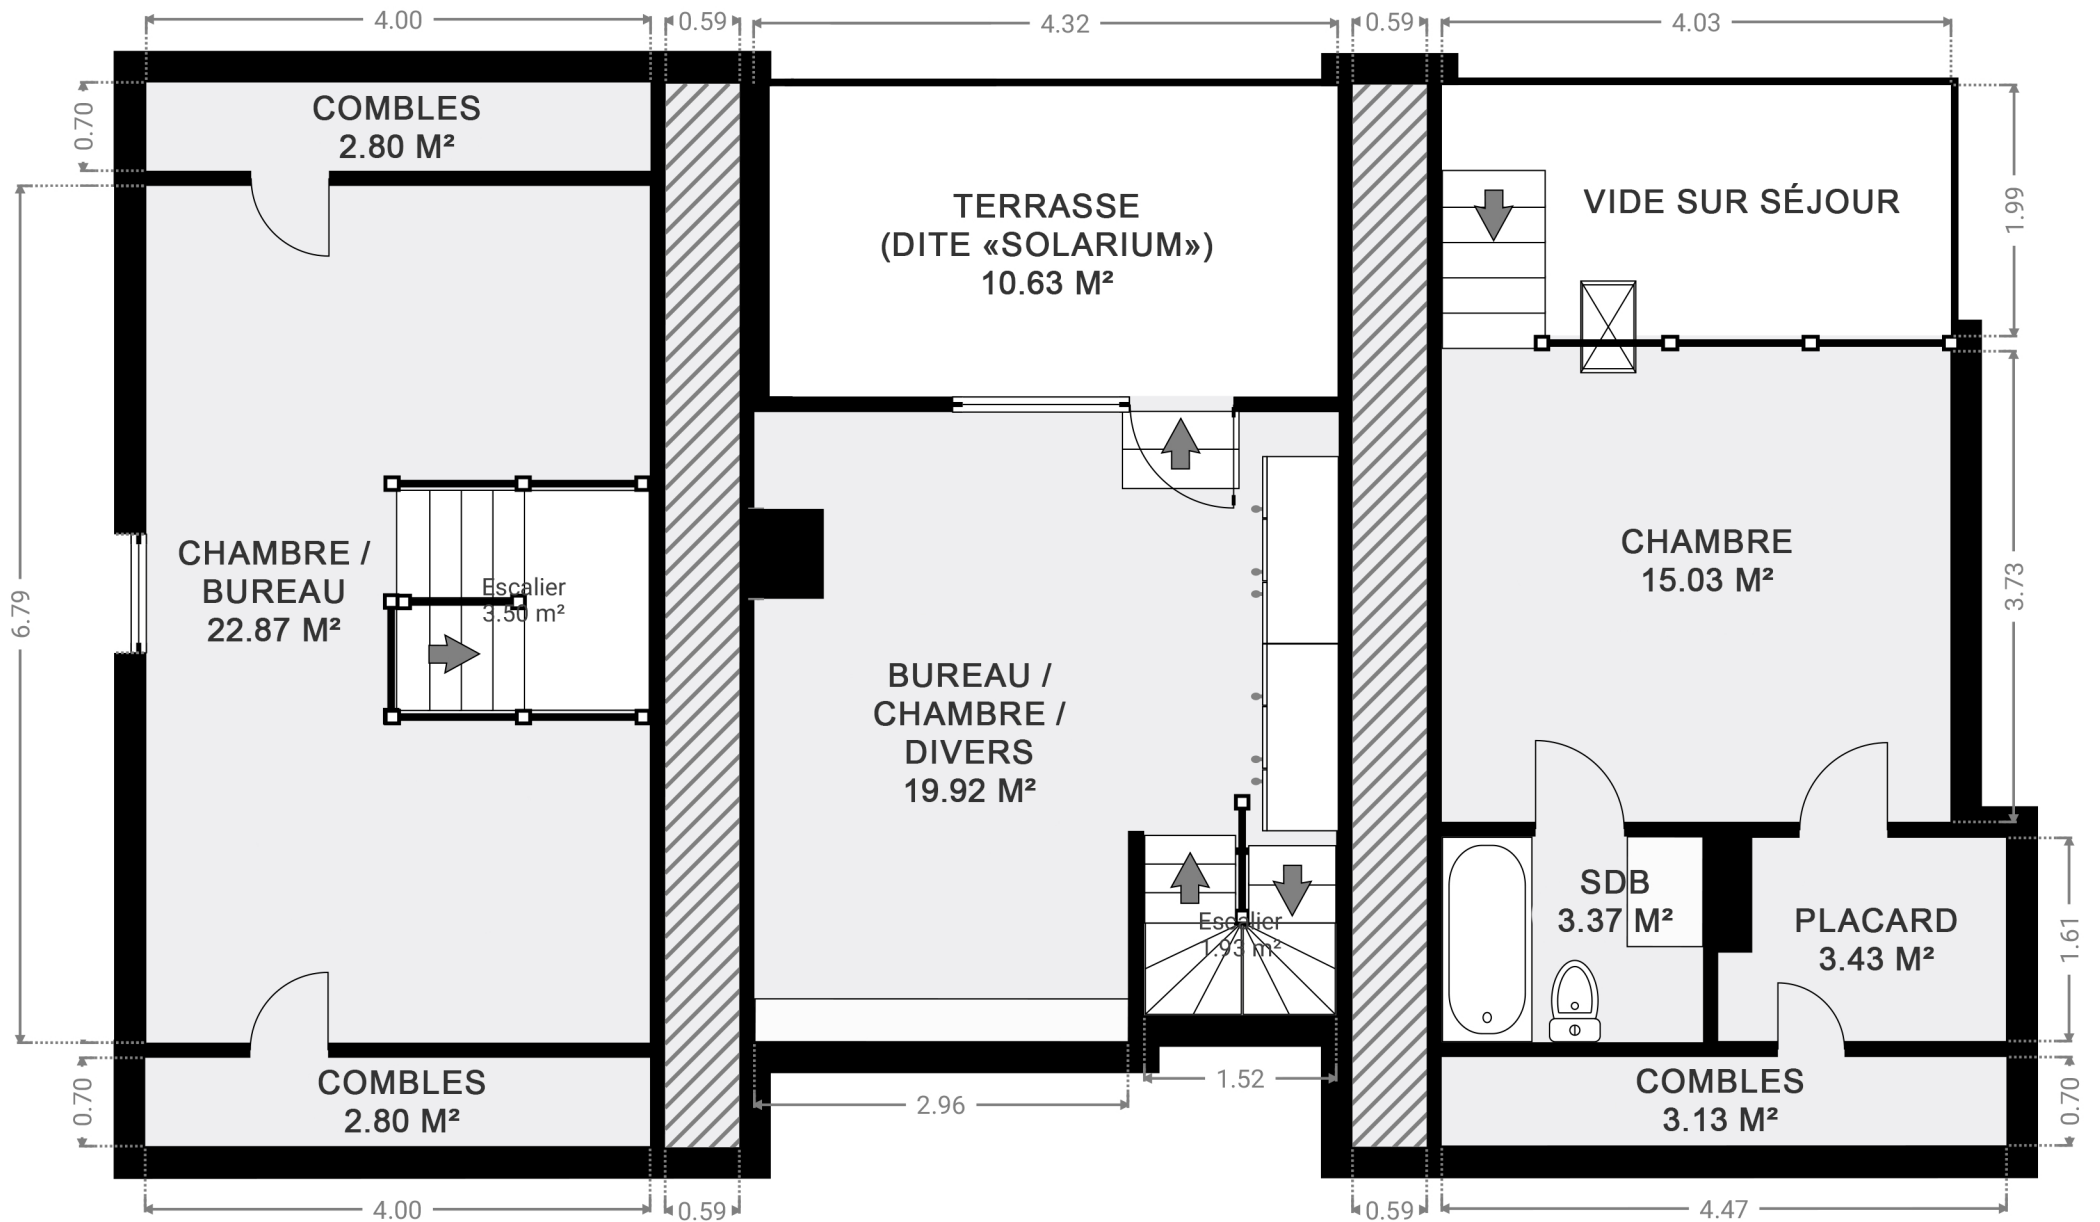 4.00
0.59
4.32
0.59
4.03
0.70
COMBLES
2.80 M²
6.79
CHAMBRE /
BUREAU
22.87 M²
Escalier
3.50 m²
COMBLES
2.80 M²
0.70
4.00
0.59
TERRASSE
(DITE «SOLARIUM»)
10.63 M²
BUREAU /
CHAMBRE /
DIVERS
19.92 M²
Escalier
1.93 m²
1.52
2.96
0.59
VIDE SUR SÉJOUR
1.99
CHAMBRE
15.03 M²
3.73
SDB
3.37 M²
PLACARD
3.43 M²
1.61
COMBLES
3.13 M²
0.70
4.47